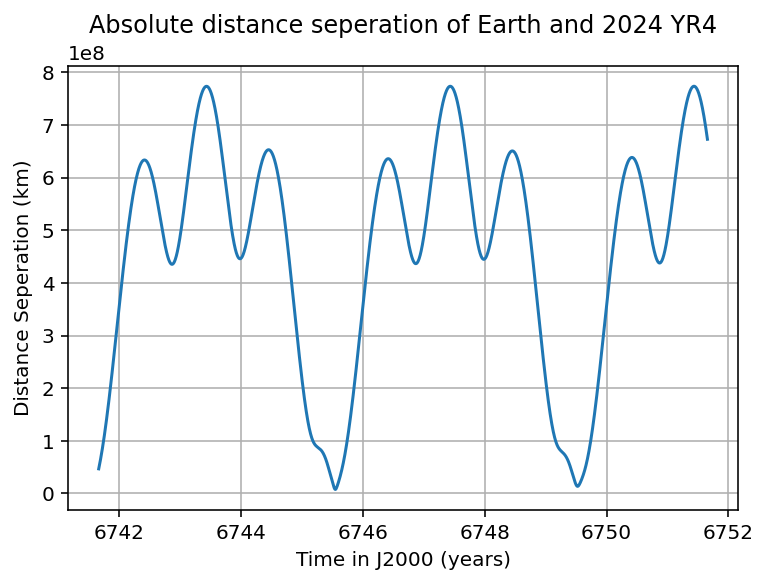 Absolute distance seperation of Earth and 2024 YR4
1e8
8
7
6
5
4
3
2
1
0
Distance Seperation (km)
6742 6744 6746 6748 6750 6752
Time in J2000 (years)